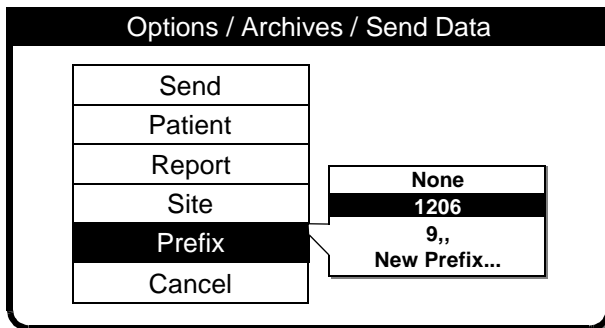 Options / Archives / Send Data
Send
Patient
Report
Site
Prefix
Cancel
None
1206
9,,
New Prefix...